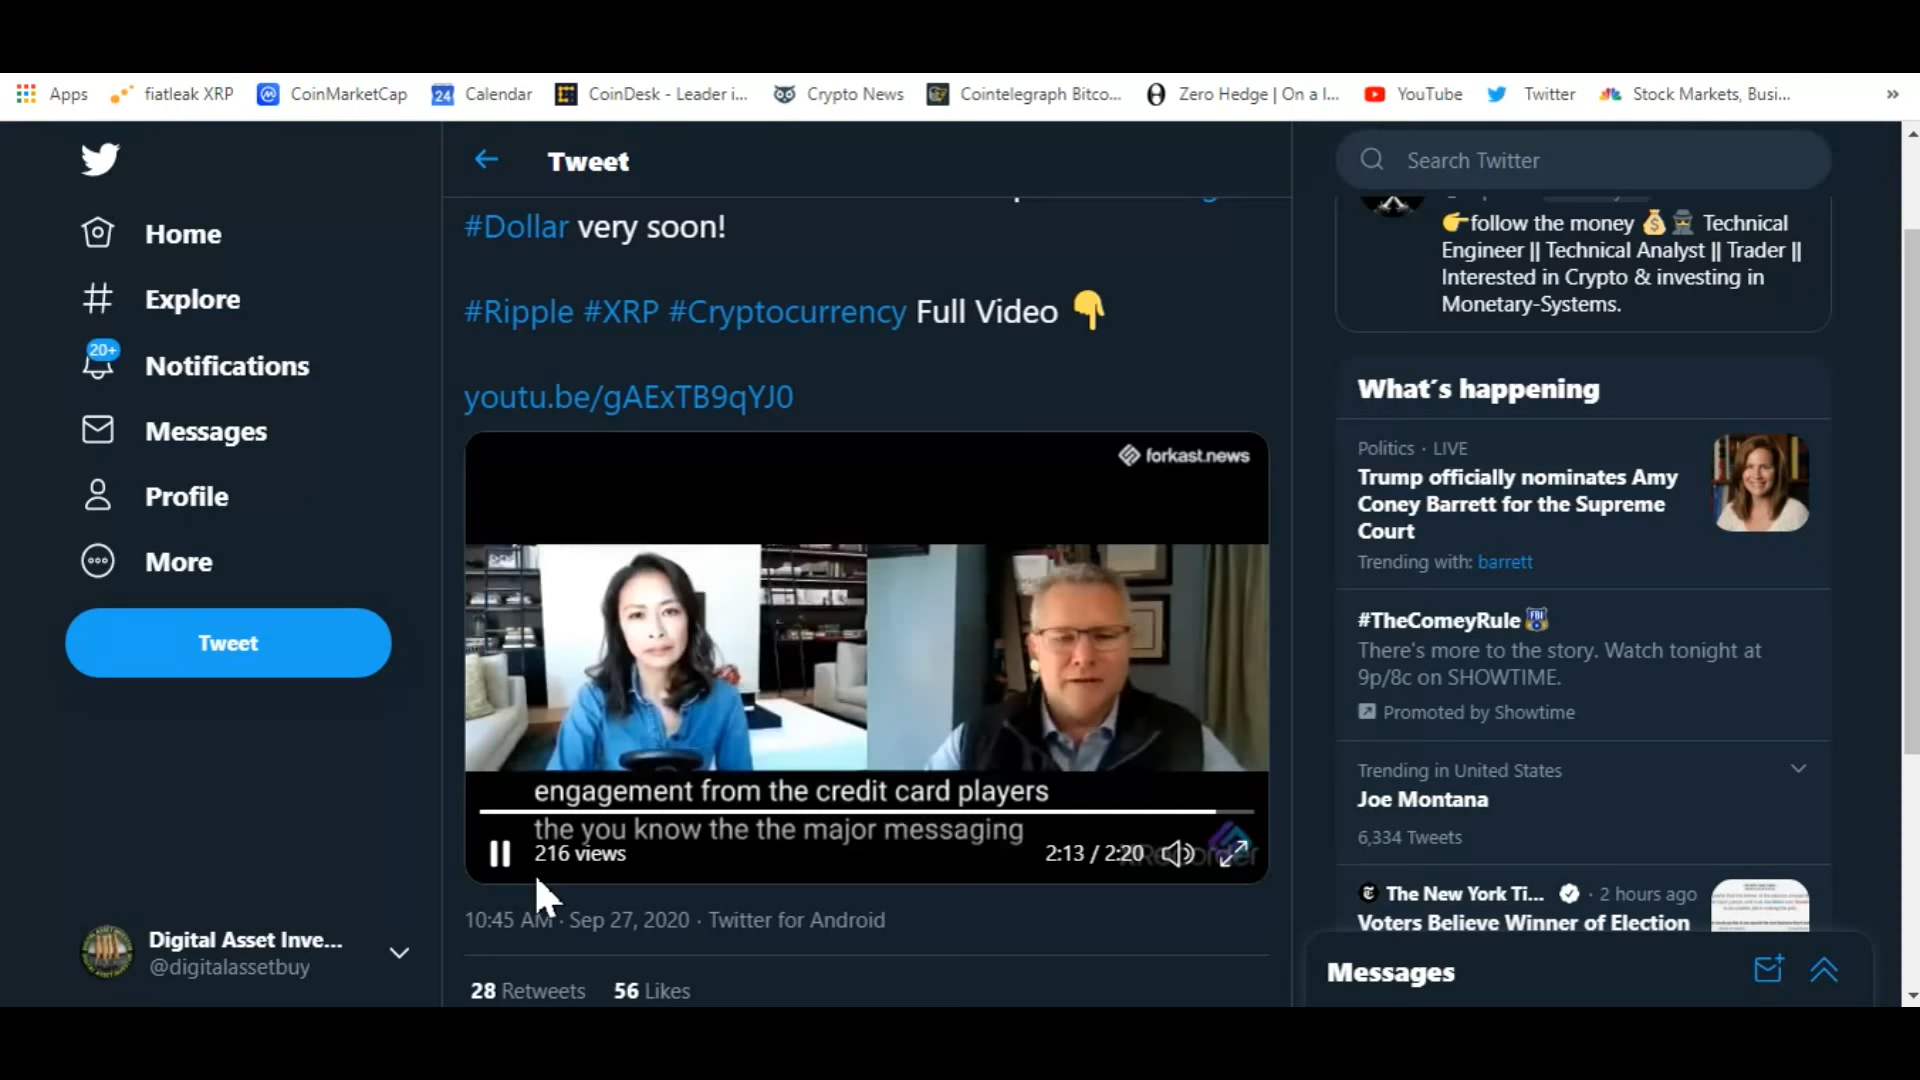 Apps
fiatleak XRP
CoinMarketCap
24 Calendar
CoinDesk - Leader i...
Crypto News
Cointelegraph Bitco...
Zero Hedge | On a l...
YouTube
Twitter
Stock Markets, Busi...
»
Home
Explore
20+
Notifications
Messages
Profile
More
Tweet
Digital Asset Inve...
@digitalassetbuy
Tweet
#Dollar very soon!
#Ripple #XRP #Cryptocurrency Full Video 👇
youtu.be/gAExTB9qYJ0
forkast.news
engagement from the credit card players
the you know the the major messaging
216 views
2:13 / 2:20
10:45 AM · Sep 27, 2020 · Twitter for Android
28 Retweets 56 Likes
Search Twitter
👉follow the money 💰🕵 Technical
Engineer || Technical Analyst || Trader ||
Interested in Crypto & investing in
Monetary-Systems.
What's happening
Politics · LIVE
Trump officially nominates Amy
Coney Barrett for the Supreme
Court
Trending with: barrett
#TheComeyRule
There's more to the story. Watch tonight at
9p/8c on SHOWTIME.
Promoted by Showtime
Trending in United States
Joe Montana
6,334 Tweets
The New York Ti... · 2 hours ago
Voters Believe Winner of Election
Messages